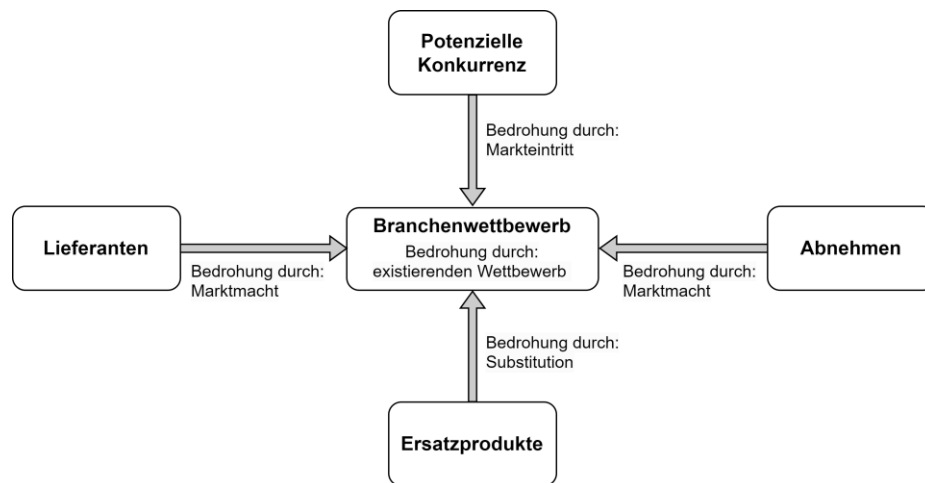 Potenzielle
Konkurrenz
Bedrohung durch:
Markteintritt
Lieferanten
Bedrohung durch:
Marktmacht
Branchenwettbewerb
Bedrohung durch:
existierenden Wettbewerb
Abnehmen
Bedrohung durch:
Marktmacht
Bedrohung durch:
Substitution
Ersatzprodukte